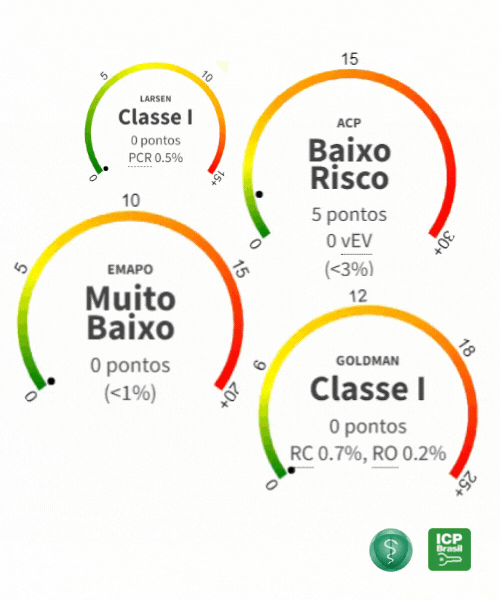 5
10
LARSEN
Classe I
0 pontos
PCR 0.5%
0
15+
15
ACP
Baixo
Risco
5 pontos
0 vEV
(<3%)
0
30+
10
5
15
EMAPO
Muito
Baixo
0 pontos
(<1%)
0
20+
12
6
18
GOLDMAN
Classe I
0 pontos
RC 0.7%, RO 0.2%
0
25+
ICP
Brasil